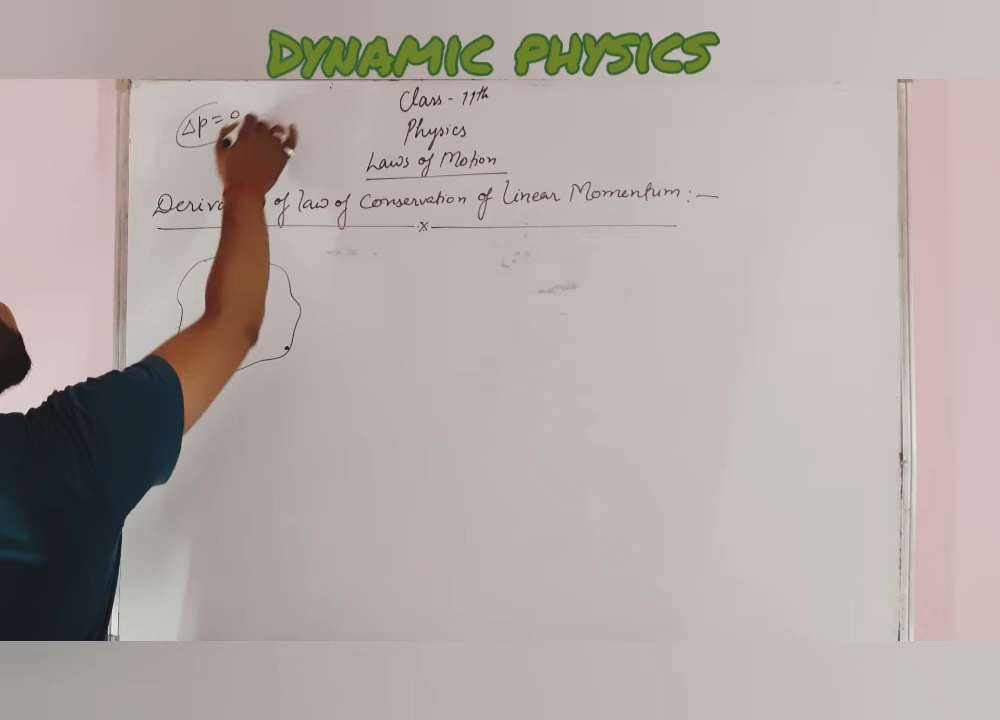 DYNAMIC PHYSICS
Class - 11th
Δp = 0
Physics
Laws of Motion
of law of Conservation of Linear Momentum : —
x